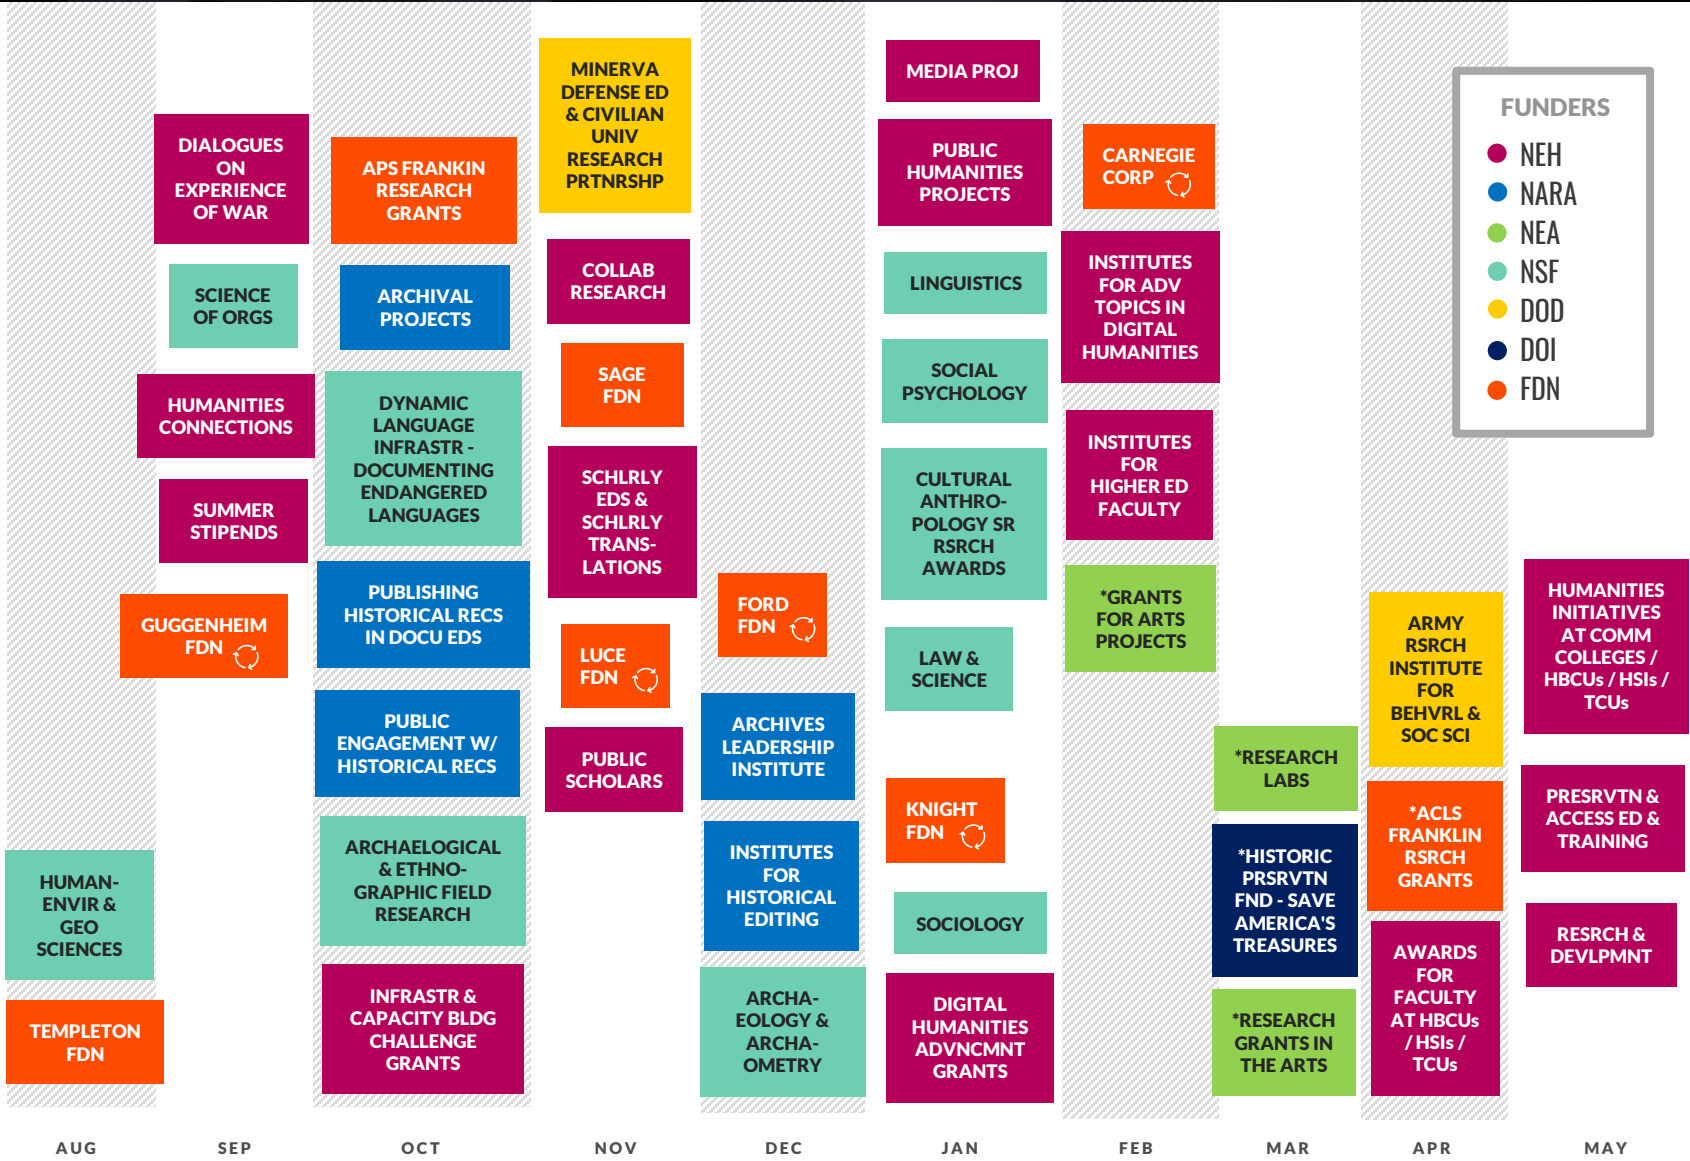 HUMAN-
ENVIR &
GEO
SCIENCES
TEMPLETON
FDN
DIALOGUES
ON
EXPERIENCE
OF WAR
SCIENCE
OF ORGS
HUMANITIES
CONNECTIONS
SUMMER
STIPENDS
GUGGENHEIM
FDN
APS FRANKIN
RESEARCH
GRANTS
ARCHIVAL
PROJECTS
DYNAMIC
LANGUAGE
INFRASTR -
DOCUMENTING
ENDANGERED
LANGUAGES
PUBLISHING
HISTORICAL RECS
IN DOCU EDS
PUBLIC
ENGAGEMENT W/
HISTORICAL RECS
ARCHAELOGICAL
& ETHNO-
GRAPHIC FIELD
RESEARCH
INFRASTR &
CAPACITY BLDG
CHALLENGE
GRANTS
MINERVA
DEFENSE ED
& CIVILIAN
UNIV
RESEARCH
PRTNRSHP
COLLAB
RESEARCH
SAGE
FDN
SCHLRLY
EDS &
SCHLRLY
TRANS-
LATIONS
LUCE
FDN
PUBLIC
SCHOLARS
FORD
FDN
ARCHIVES
LEADERSHIP
INSTITUTE
INSTITUTES
FOR
HISTORICAL
EDITING
ARCHA-
EOLOGY &
ARCHA-
OMETRY
MEDIA PROJ
PUBLIC
HUMANITIES
PROJECTS
LINGUISTICS
SOCIAL
PSYCHOLOGY
CULTURAL
ANTHRO-
POLOGY SR
RSRCH
AWARDS
LAW &
SCIENCE
KNIGHT
FDN
SOCIOLOGY
DIGITAL
HUMANITIES
ADVNCMNT
GRANTS
CARNEGIE
CORP
INSTITUTES
FOR ADV
TOPICS IN
DIGITAL
HUMANITIES
INSTITUTES
FOR
HIGHER ED
FACULTY
*GRANTS
FOR ARTS
PROJECTS
*RESEARCH
LABS
*HISTORIC
PRSRVTN
FND - SAVE
AMERICA'S
TREASURES
*RESEARCH
GRANTS IN
THE ARTS
ARMY
RSRCH
INSTITUTE
FOR
BEHVRL &
SOC SCI
*ACLS
FRANKLIN
RSRCH
GRANTS
AWARDS
FOR
FACULTY
AT HBCUs
/ HSIs /
TCUs
FUNDERS
NEH
NARA
NEA
NSF
DOD
DOI
FDN
HUMANITIES
INITIATIVES
AT COMM
COLLEGES /
HBCUs / HSIs /
TCUs
PRESRVTN &
ACCESS ED &
TRAINING
RESRCH &
DEVLPMNT
AUG
SEP
OCT
NOV
DEC
JAN
FEB
MAR
APR
MAY